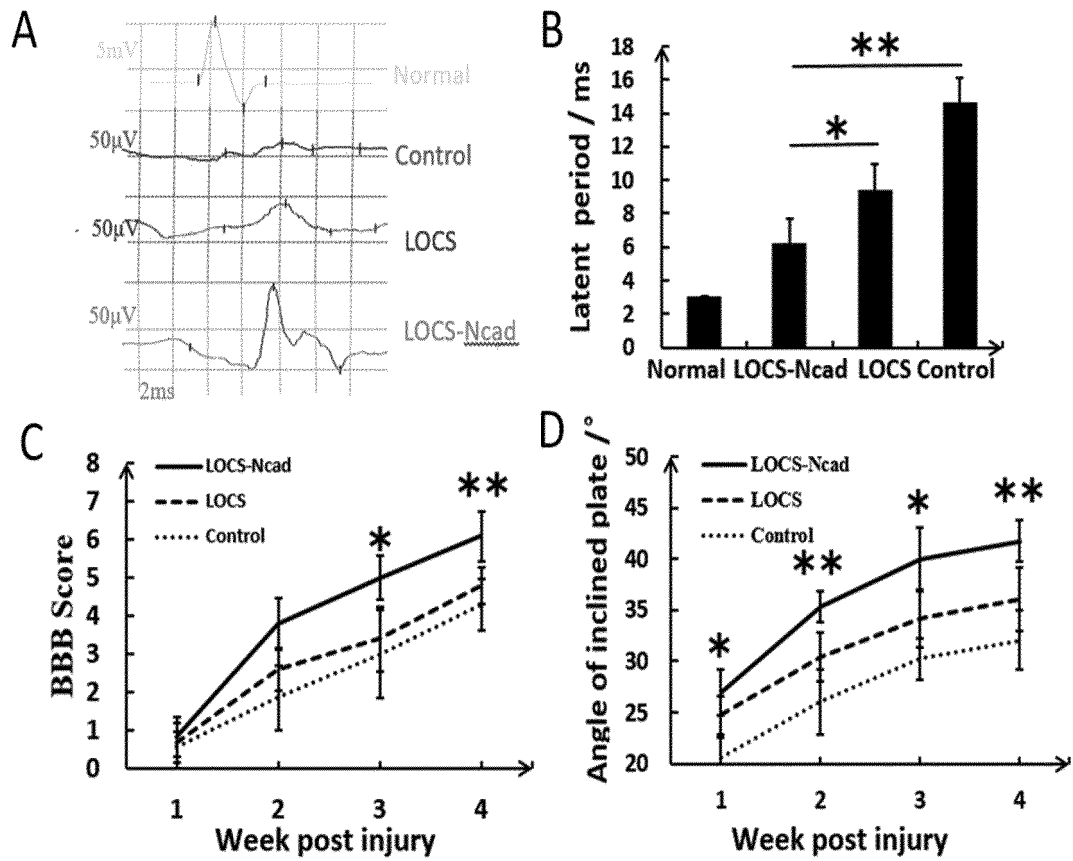 A
5mV
Normal
50μV
Control
50μV
LOCS
50μV
LOCS-Ncad
2ms
B
Latent period / ms
18
16
14
12
10
8
6
4
2
0
**
*
Normal LOCS-Ncad LOCS Control
C
BBB Score
8
7
6
5
4
3
2
1
0
LOCS-Ncad
LOCS
Control
*
**
1 2 3 4
Week post injury
D
Angle of inclined plate /°
50
45
40
35
30
25
20
LOCS-Ncad
LOCS
Control
*
**
*
**
1 2 3 4
Week post injury